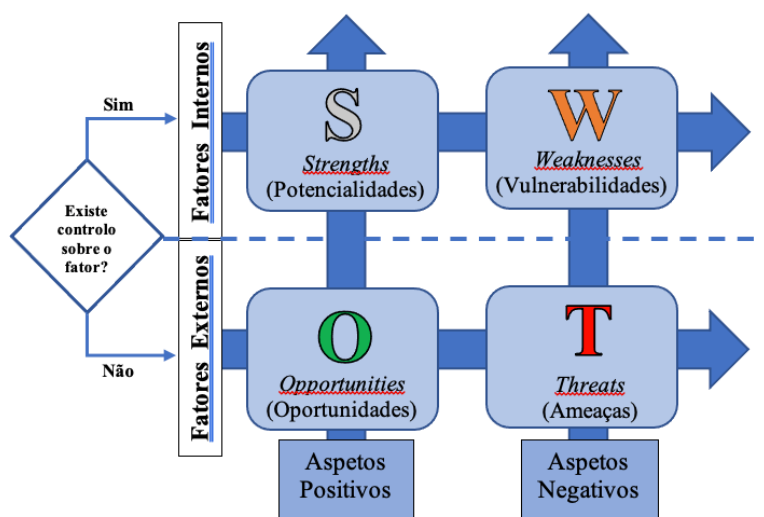 Sim
Existe
controlo
sobre o
fator?
Não
Fatores Internos
Fatores Externos
S
Strengths
(Potencialidades)
W
Weaknesses
(Vulnerabilidades)
O
Opportunities
(Oportunidades)
T
Threats
(Ameaças)
Aspetos
Positivos
Aspetos
Negativos